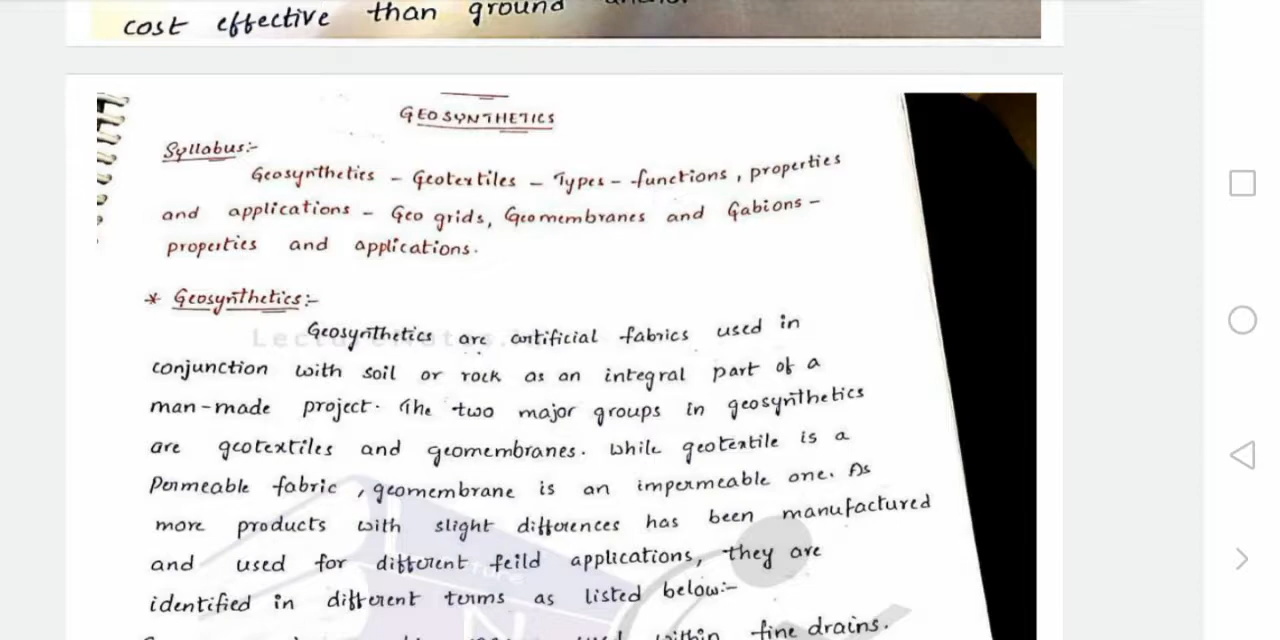 cost effective than ground
GEOSYNTHETICS
Syllabus:-
Geosynthetics - Geotextiles - Types - functions, properties
and applications - Geo grids, Geomembranes and Gabions -
properties and applications.
* Geosynthetics:-
Geosynthetics are artificial fabrics used in
conjunction with soil or rock as an integral part of a
man-made project. The two major groups in geosynthetics
are geotextiles and geomembranes. While geotextile is a
Permeable fabric, geomembrane is an impermeable one. As
more products with slight differences has been manufactured
and used for different feild applications, they are
identified in different terms as listed below:-
within fine drains.